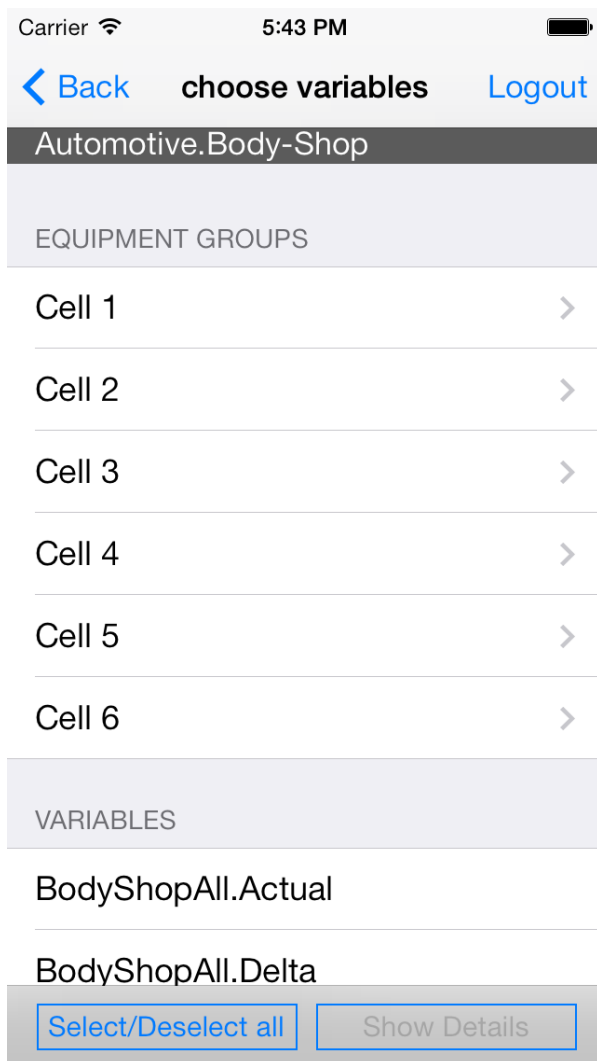 Carrier 5:43 PM
Back choose variables Logout
Automotive.Body-Shop
EQUIPMENT GROUPS
Cell 1
Cell 2
Cell 3
Cell 4
Cell 5
Cell 6
VARIABLES
BodyShopAll.Actual
BodyShopAll.Delta
Select/Deselect all Show Details